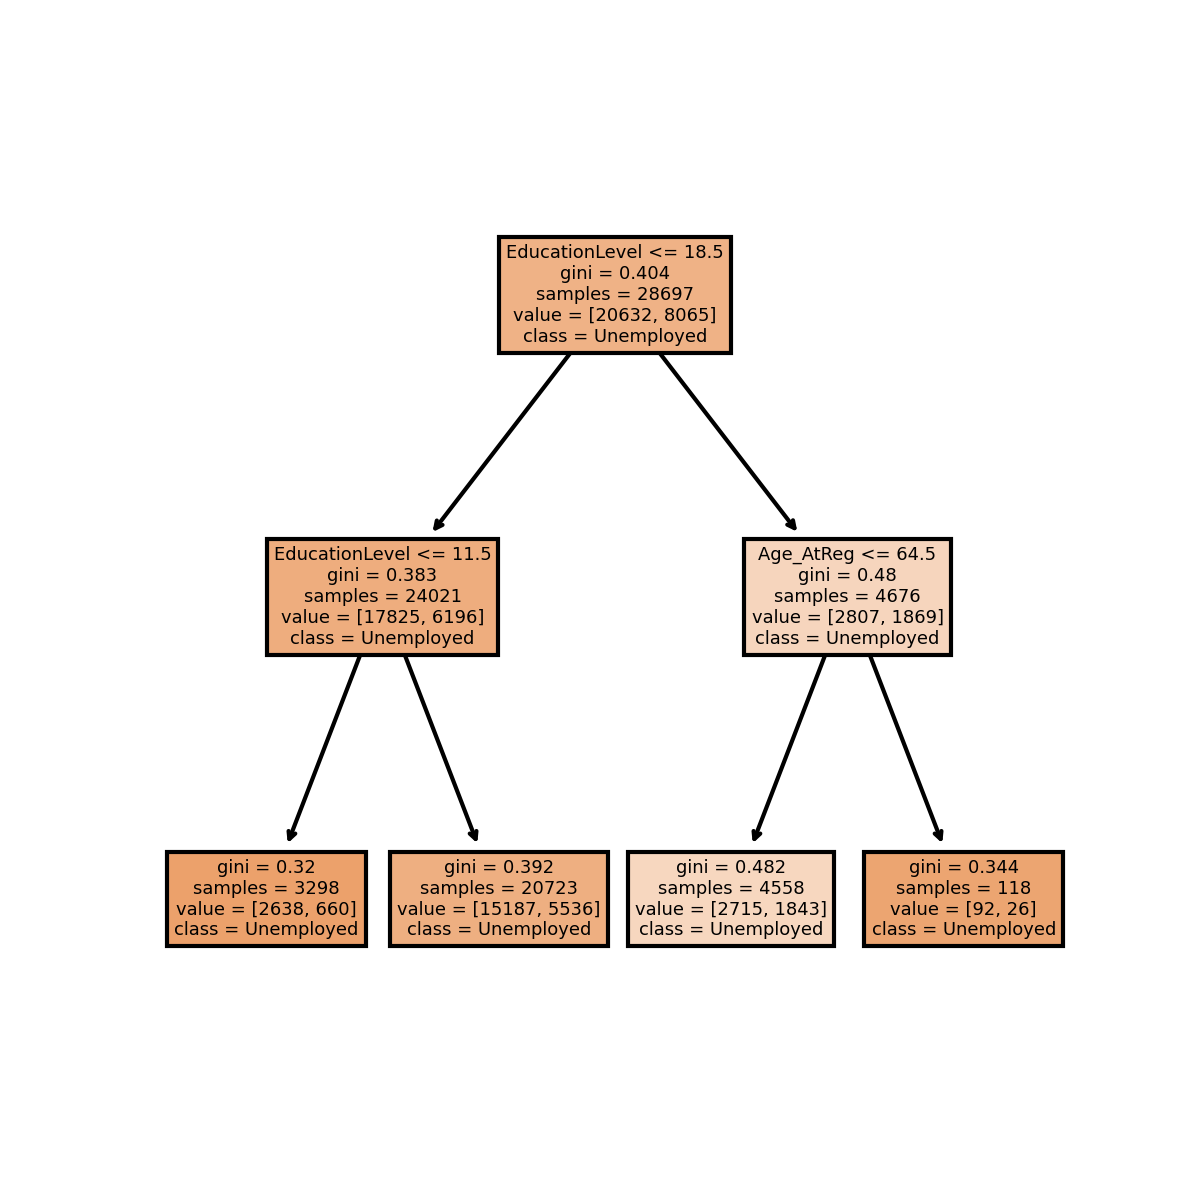 EducationLevel <= 18.5
gini = 0.404
samples = 28697
value = [20632, 8065]
class = Unemployed
EducationLevel <= 11.5
gini = 0.383
samples = 24021
value = [17825, 6196]
class = Unemployed
Age_AtReg <= 64.5
gini = 0.48
samples = 4676
value = [2807, 1869]
class = Unemployed
gini = 0.32
samples = 3298
value = [2638, 660]
class = Unemployed
gini = 0.392
samples = 20723
value = [15187, 5536]
class = Unemployed
gini = 0.482
samples = 4558
value = [2715, 1843]
class = Unemployed
gini = 0.344
samples = 118
value = [92, 26]
class = Unemployed